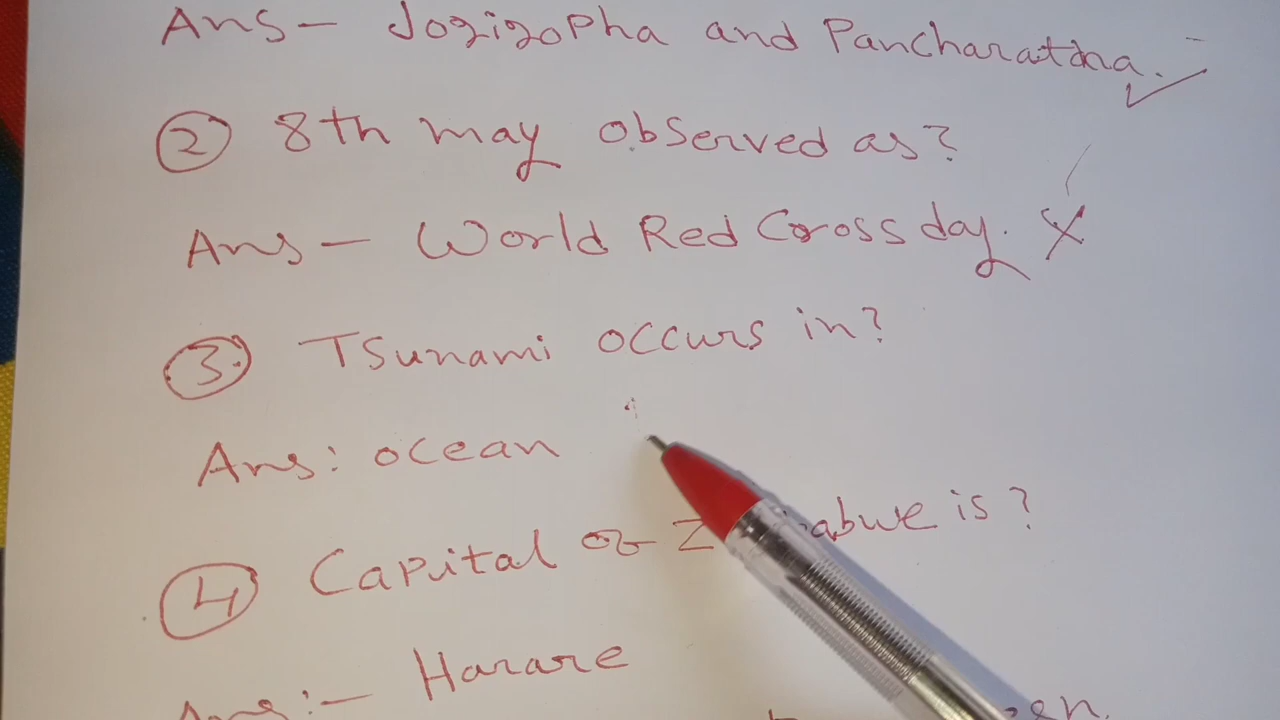 Ans- Jogigopha and Pancharatna.
② 8th may observed as?
Ans- World Red Cross day.
③ Tsunami occurs in?
Ans: ocean
④ Capital of is?
Ans:- Harare